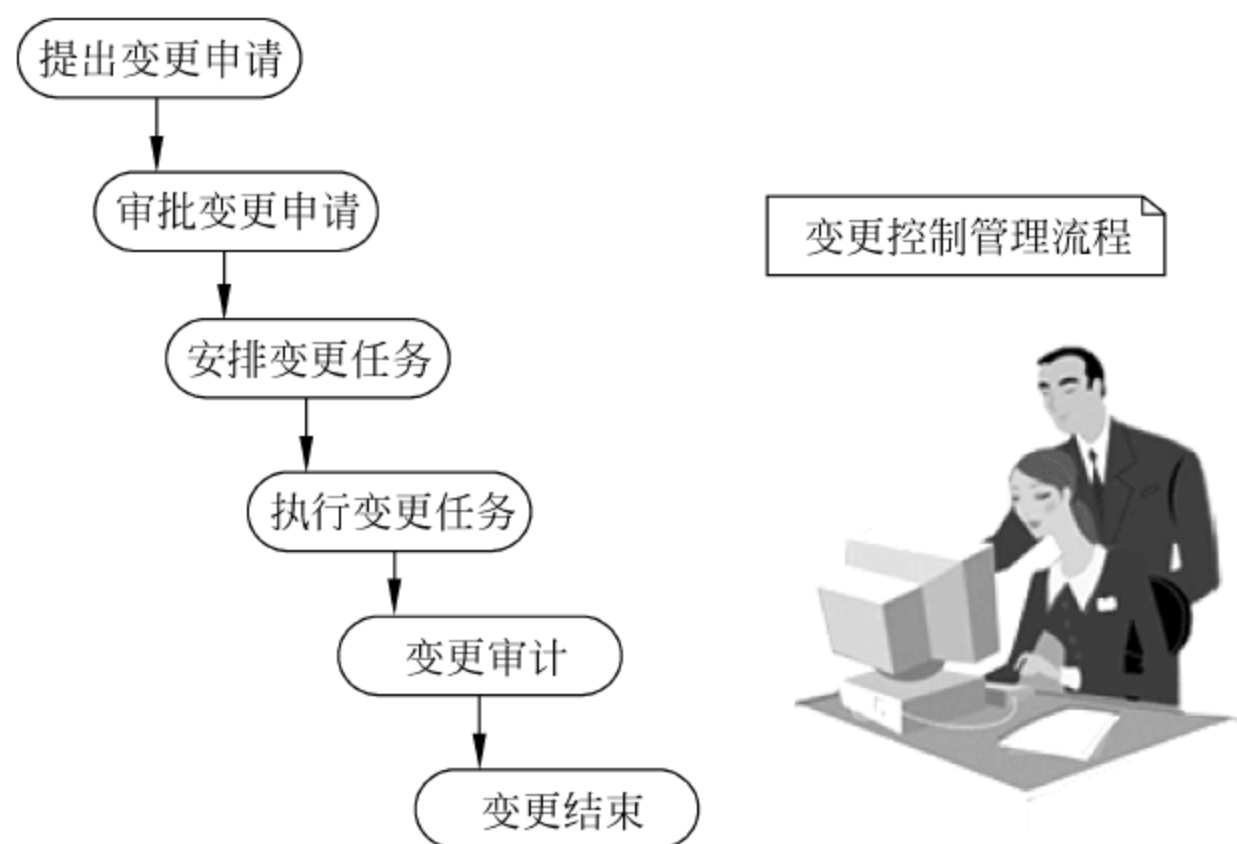 提出变更申请
审批变更申请
变更控制管理流程
安排变更任务
执行变更任务
变更审计
变更结束